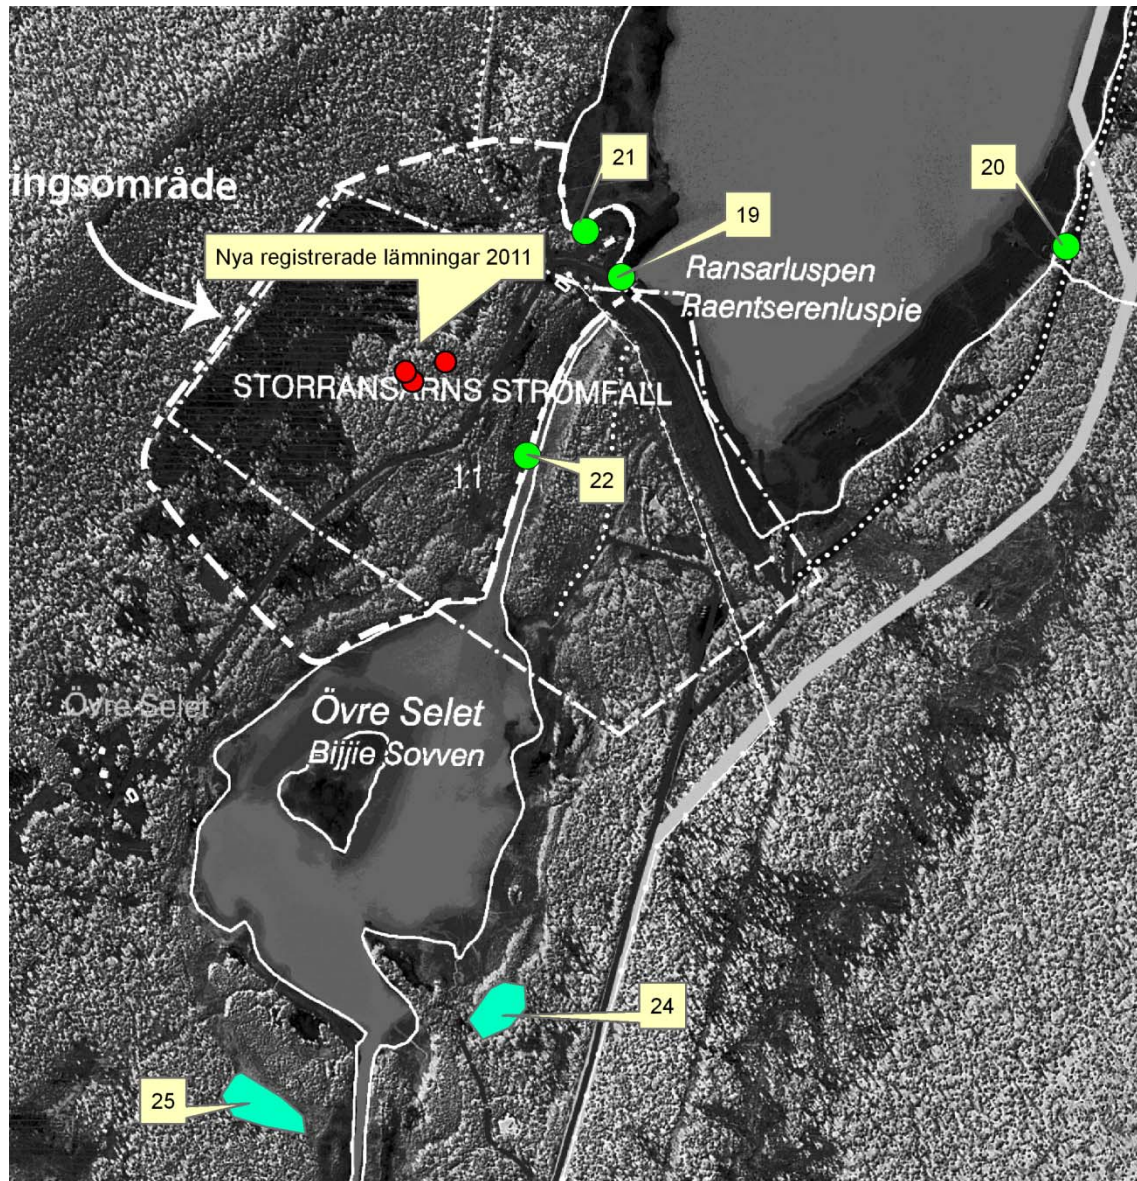 21
20
ringsområde
19
Nya registrerade lämningar 2011
Ransarluspen
Raentserenluspie
STORRANSARNS STRÖMFALL
11
22
Övre Selet
Övre Selet
Bijjie Sovven
24
25